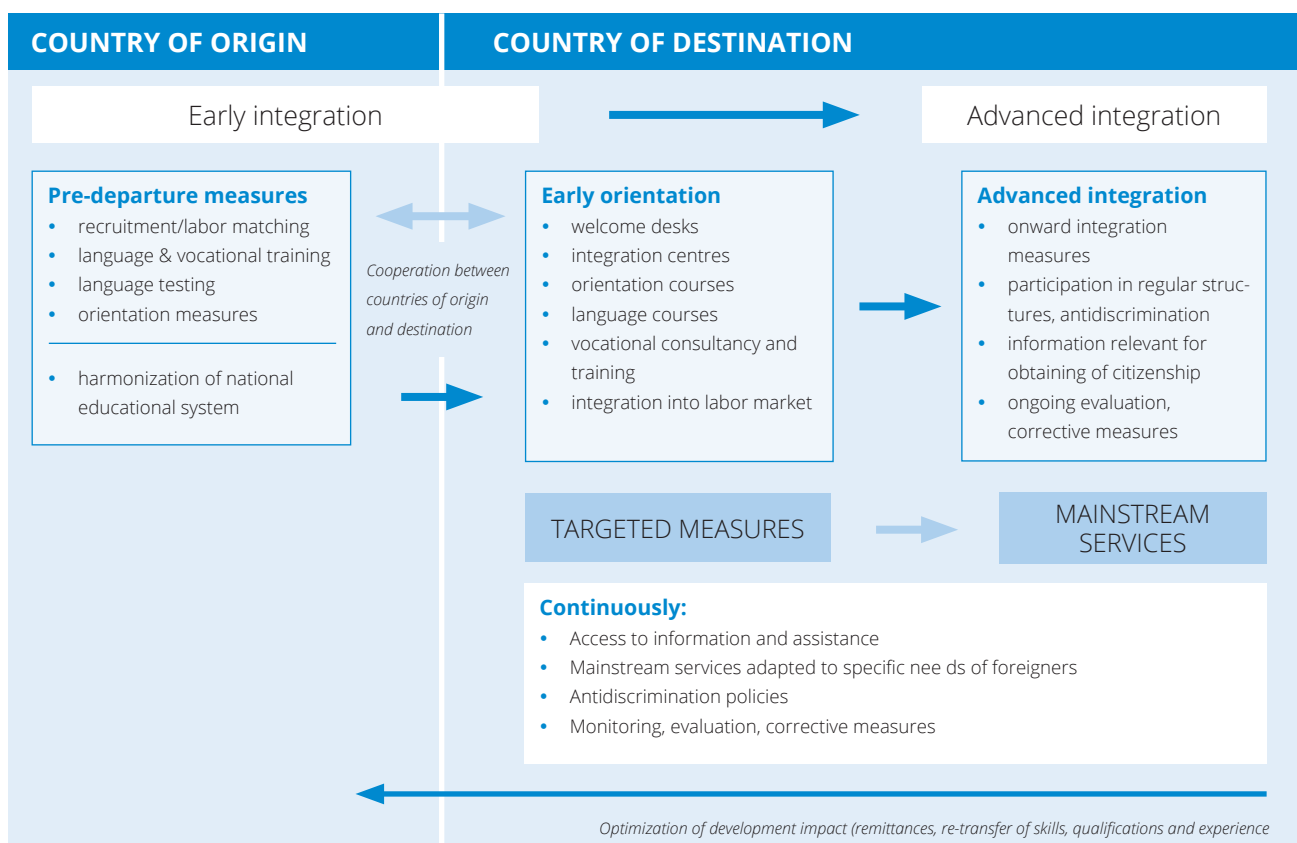 COUNTRY OF ORIGIN
COUNTRY OF DESTINATION
Early integration
Advanced integration
Pre-departure measures
• recruitment/labor matching
• language & vocational training
• language testing
• orientation measures
• harmonization of national
educational system
Cooperation between
countries of origin
and destination
Early orientation
• welcome desks
• integration centres
• orientation courses
• language courses
• vocational consultancy and
training
• integration into labor market
Advanced integration
• onward integration
measures
• participation in regular struc-
tures, antidiscrimination
• information relevant for
obtaining of citizenship
• ongoing evaluation,
corrective measures
TARGETED MEASURES
MAINSTREAM
SERVICES
Continuously:
• Access to information and assistance
• Mainstream services adapted to specific nee ds of foreigners
• Antidiscrimination policies
• Monitoring, evaluation, corrective measures
Optimization of development impact (remittances, re-transfer of skills, qualifications and experience